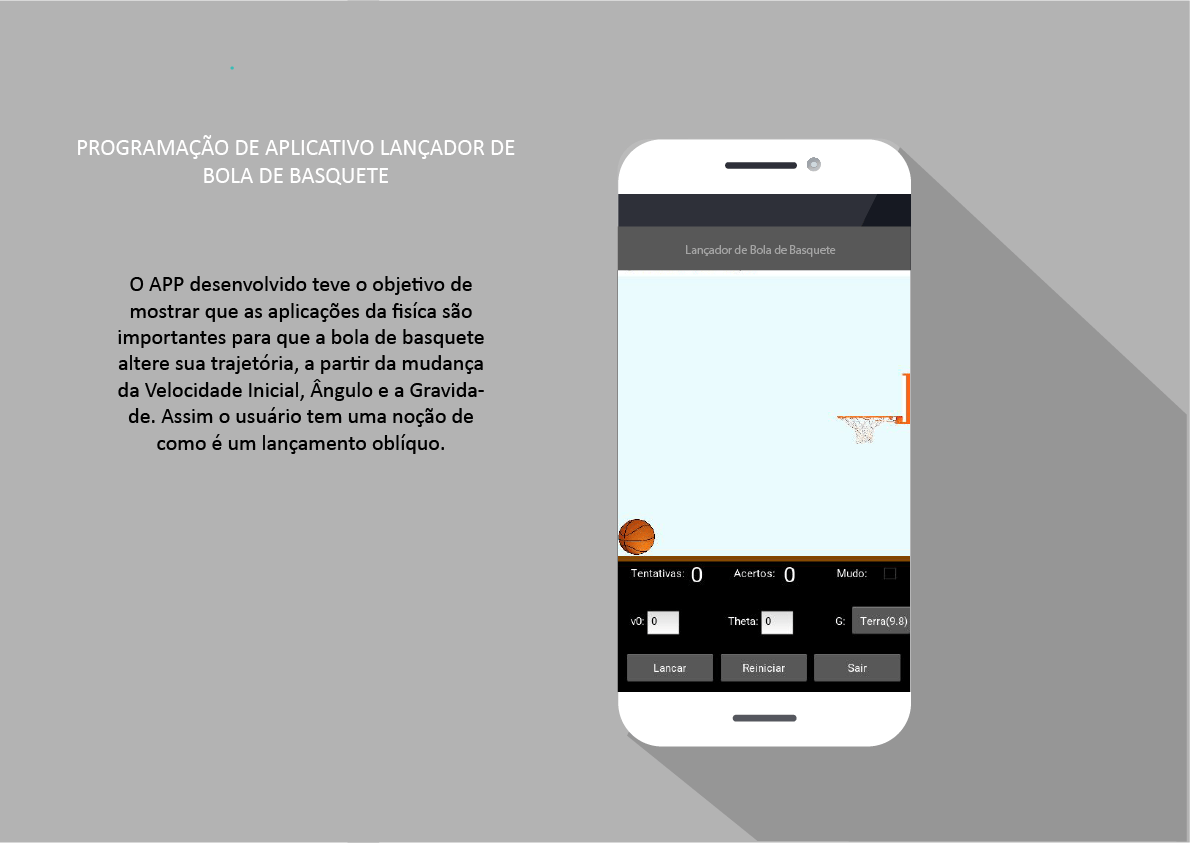 PROGRAMAÇÃO DE APLICATIVO LANÇADOR DE
BOLA DE BASQUETE
O APP desenvolvido teve o objetivo de
mostrar que as aplicações da fisíca são
importantes para que a bola de basquete
altere sua trajetória, a partir da mudança
da Velocidade Inicial, Ângulo e a Gravida-
de. Assim o usuário tem uma noção de
como é um lançamento oblíquo.
Lançador de Bola de Basquete
Tentativas: 0 Acertos: 0 Mudo:
v0: 0 Theta: 0 G: Terra(9.8)
Lancar Reiniciar Sair